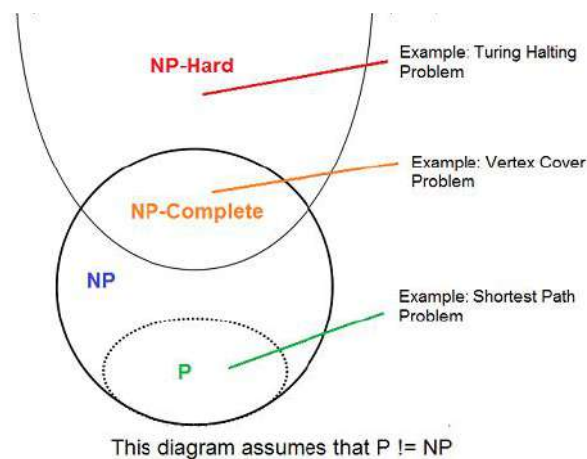 NP-Hard
Example: Turing Halting
Problem
Example: Vertex Cover
Problem
NP-Complete
NP
Example: Shortest Path
Problem
P
This diagram assumes that P != NP